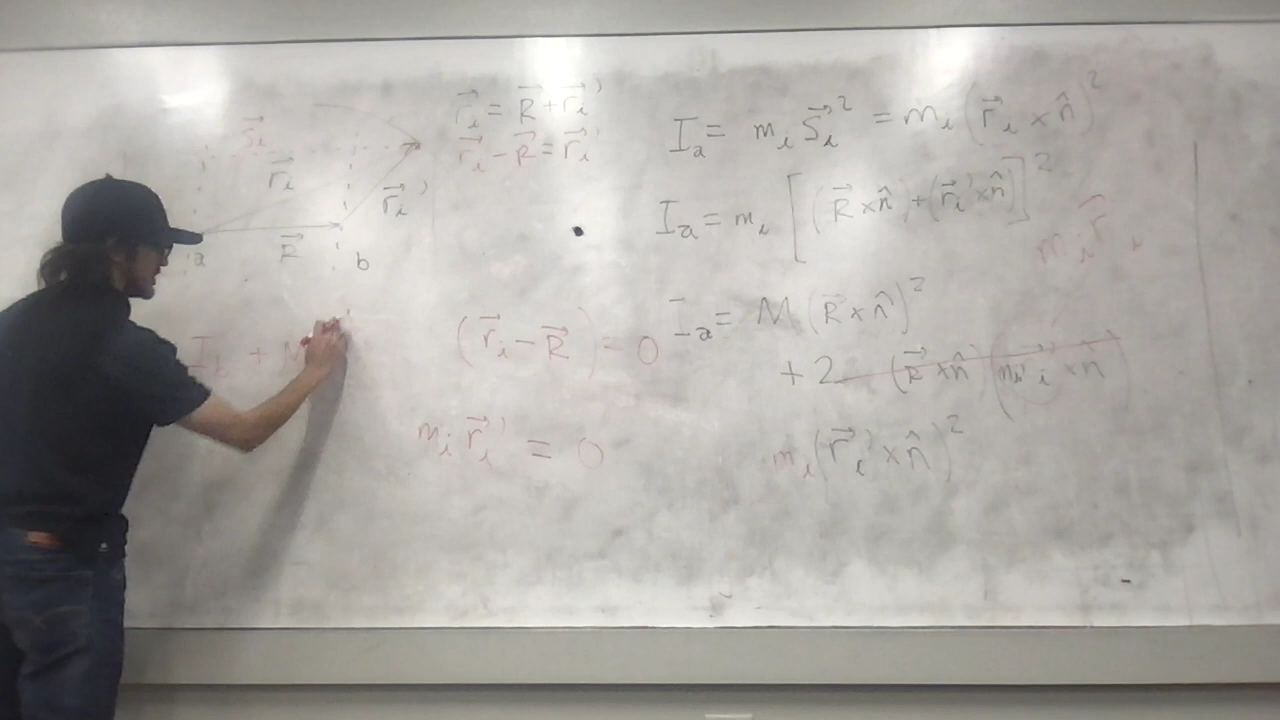 s⃗ᵢ
r⃗ᵢ
r⃗ᵢ'
a
R⃗
b
r⃗ᵢ = R⃗ + r⃗ᵢ'
r⃗ᵢ - R⃗ = r⃗ᵢ'
I_b + M
(r⃗ᵢ - R⃗) = 0
mᵢ r⃗ᵢ' = 0
Iₐ = mᵢ S⃗ᵢ² = mᵢ (r⃗ᵢ × n̂)²
Iₐ = mᵢ [(R⃗ × n̂) + (r⃗ᵢ' × n̂)]²
mᵢ r⃗ᵢ
Iₐ = M (R⃗ × n̂)²
+ 2 (R⃗ × n̂) (mᵢ r⃗ᵢ' × n̂)
mᵢ (r⃗ᵢ' × n̂)²